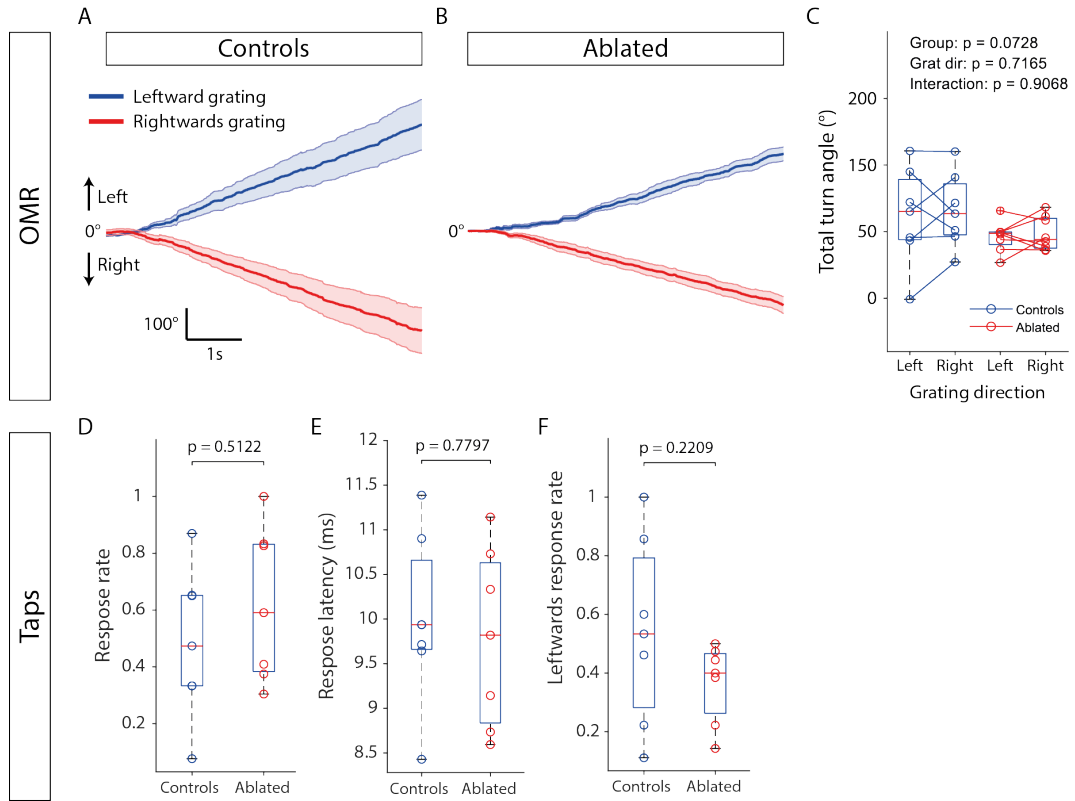 A
B
C
Controls
Ablated
OMR
Leftward grating
Rightwards grating
Left
0°
Right
100°
1s
0°
Group: p = 0.0728
Grat dir: p = 0.7165
Interaction: p = 0.9068
Total turn angle (°)
200
150
50
0
Controls
Ablated
Left
Right
Left
Right
Grating direction
Taps
D
p = 0.5122
Respose rate
1
0.8
0.6
0.4
0.2
Controls
Ablated
E
p = 0.7797
Respose latency (ms)
12
11.5
11
10.5
10
9.5
9
8.5
Controls
Ablated
F
p = 0.2209
Leftwards response rate
1
0.8
0.6
0.4
0.2
Controls
Ablated